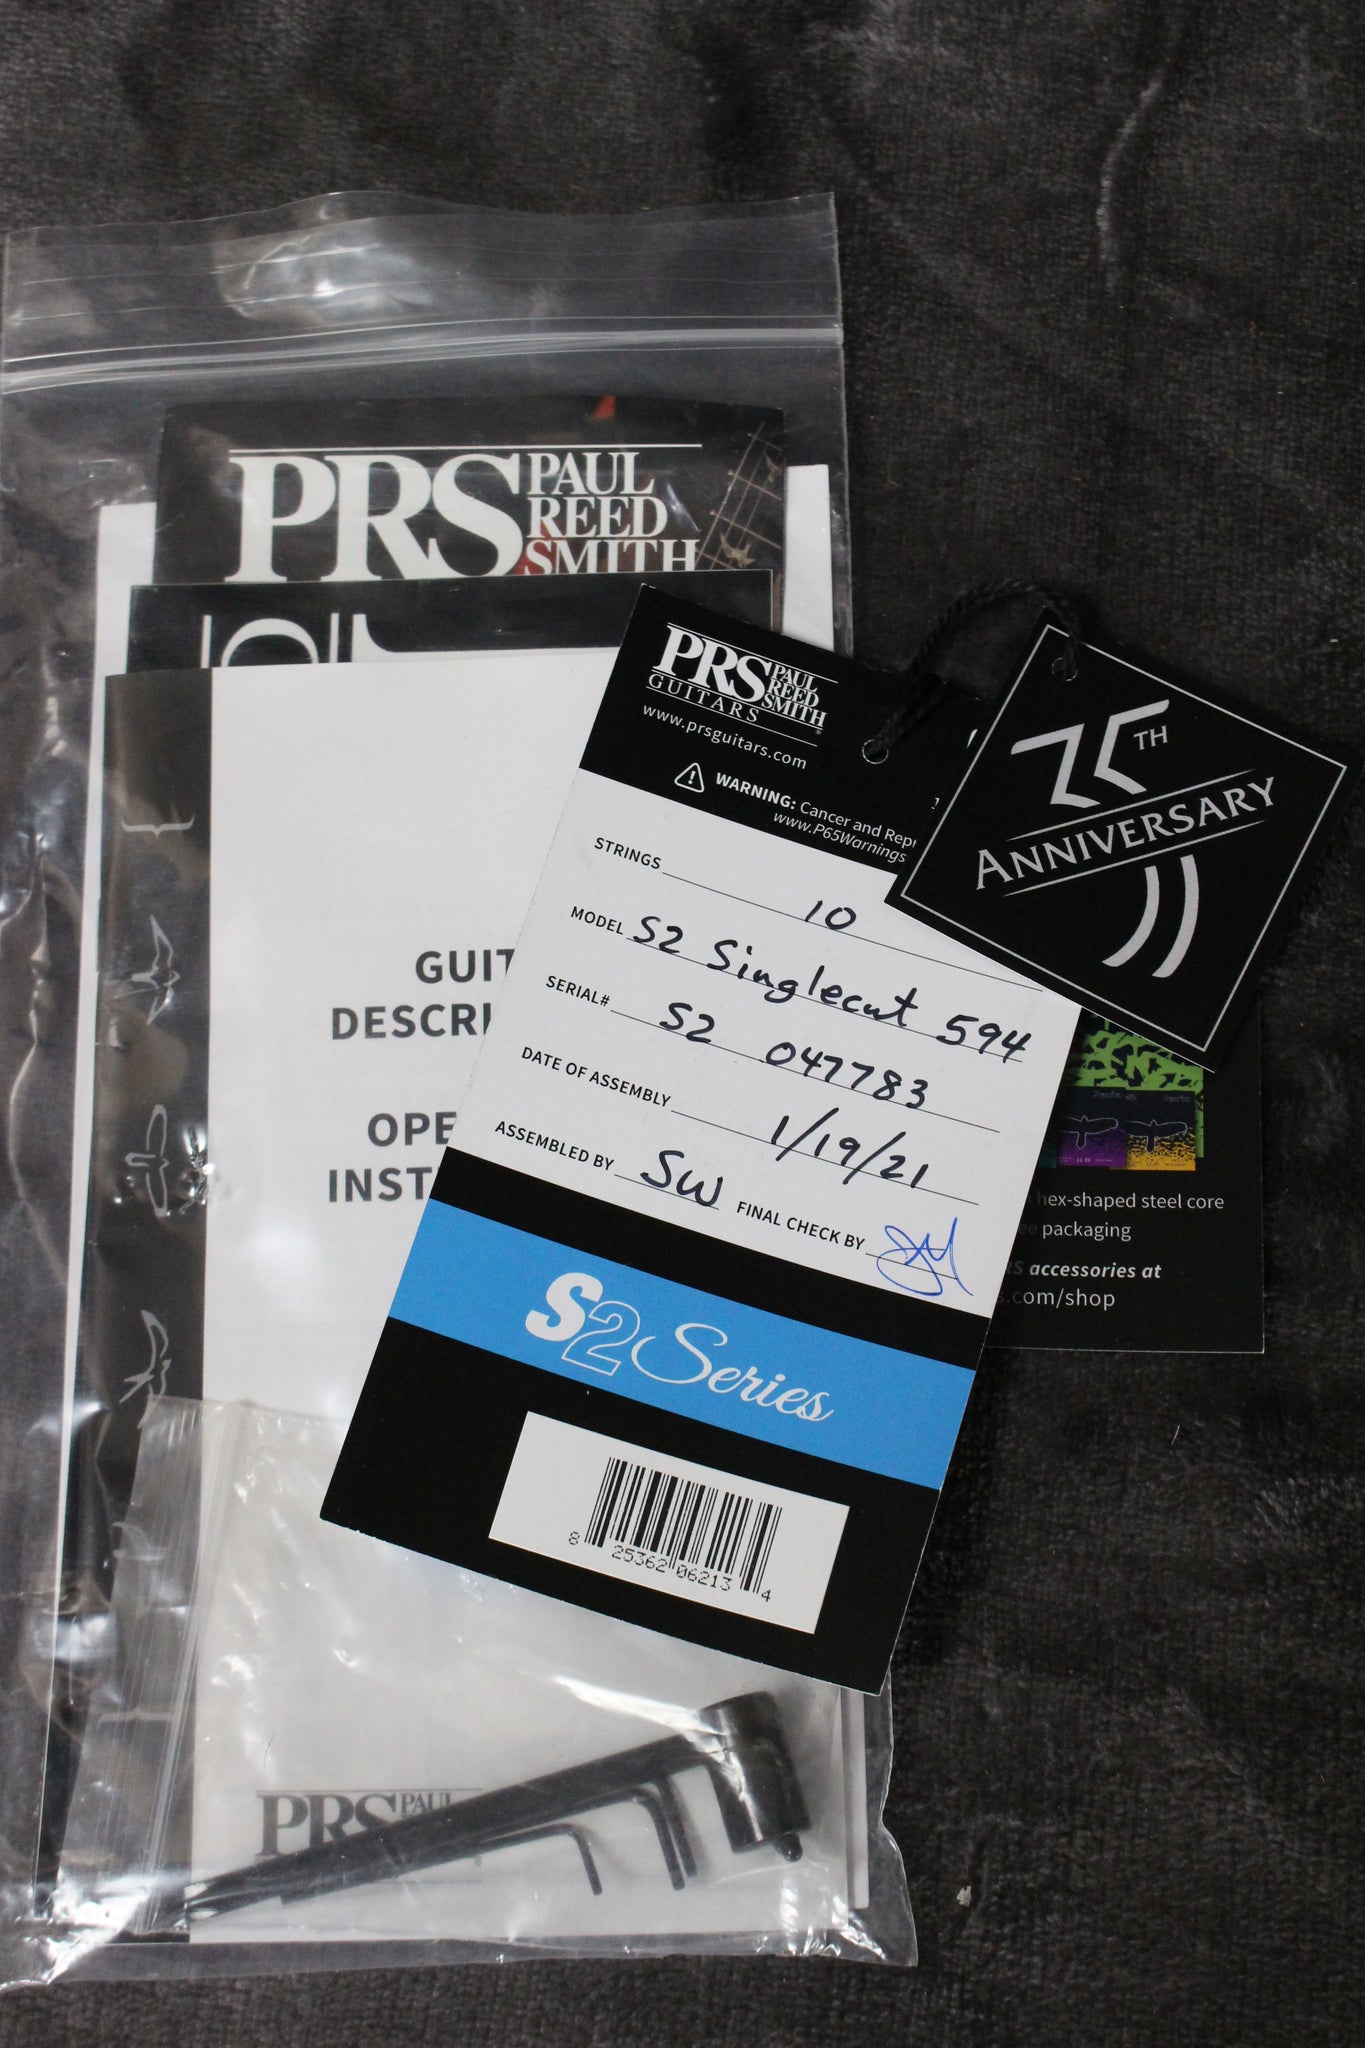 PRS PAUL
REED
SMITH
GUIT
DESCRI
OPE
INST
PRS PAUL
PRS PAUL
REED
SMITH
GUITARS
www.prsguitars.com
WARNING: Cancer and Repr
www.P65Warnings
STRINGS 10
MODEL S2 Singlecut 594
SERIAL# S2 047783
DATE OF ASSEMBLY 1/19/21
ASSEMBLED BY SW FINAL CHECK BY
S2 Series
8 25362 06213 4
TH
ANNIVERSARY
hex-shaped steel core
packaging
accessories at
.com/shop